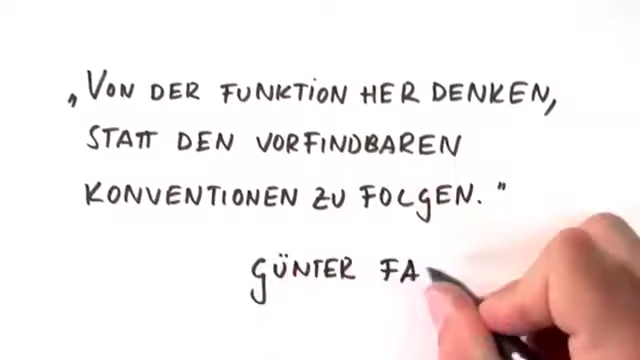 „VON DER FUNKTION HER DENKEN,
STATT DEN VORFINDBAREN
KONVENTIONEN ZU FOLGEN."
GÜNTER FA